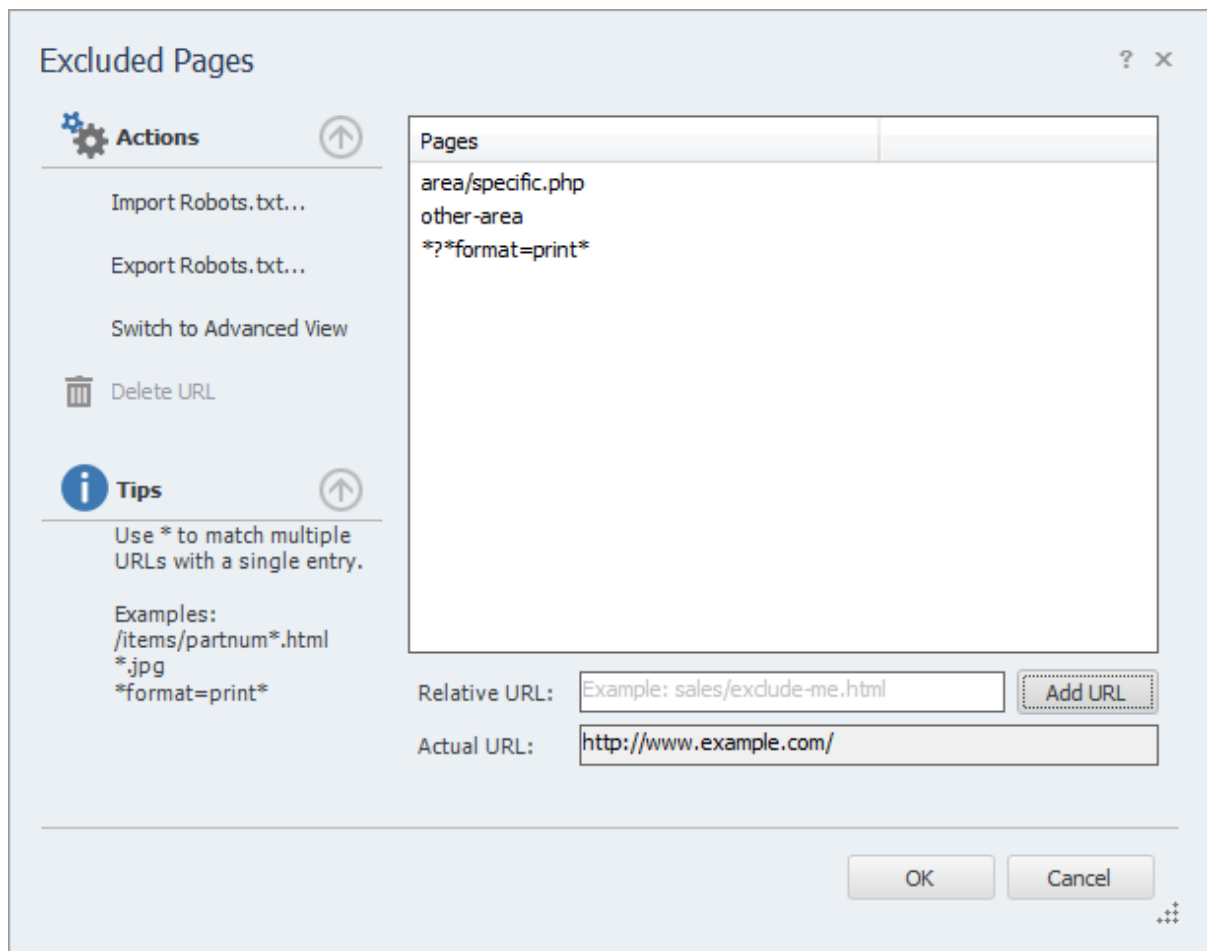 Excluded Pages
? ×
Actions
Import Robots.txt...
Export Robots.txt...
Switch to Advanced View
Delete URL
Tips
Use * to match multiple
URLs with a single entry.
Examples:
/items/partnum*.html
*.jpg
*format=print*
Pages
area/specific.php
other-area
*?*format=print*
Relative URL: Example: sales/exclude-me.html Add URL
Actual URL: http://www.example.com/
OK Cancel